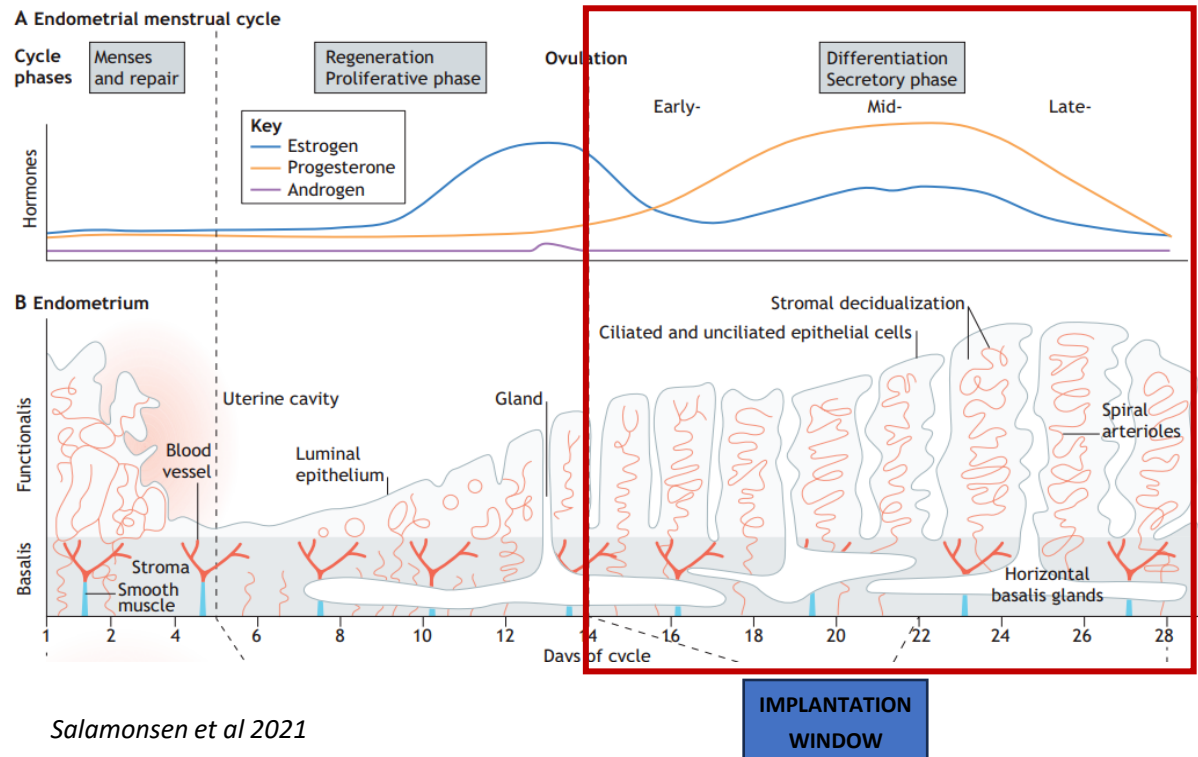 A Endometrial menstrual cycle
Cycle
phases
Menses
and repair
Regeneration
Proliferative phase
Ovulation
Differentiation
Secretory phase
Early-
Mid-
Late-
Hormones
Key
Estrogen
Progesterone
Androgen
B Endometrium
Stromal decidualization
Ciliated and unciliated epithelial cells
Functionalis
Uterine cavity
Gland
Blood
vessel
Luminal
epithelium
Spiral
arterioles
Basalis
Stroma
Smooth
muscle
Horizontal
basalis glands
1 2 4 6 8 10 12 14 16 18 20 22 24 26 28
Days of cycle
Salamonsen et al 2021
IMPLANTATION
WINDOW